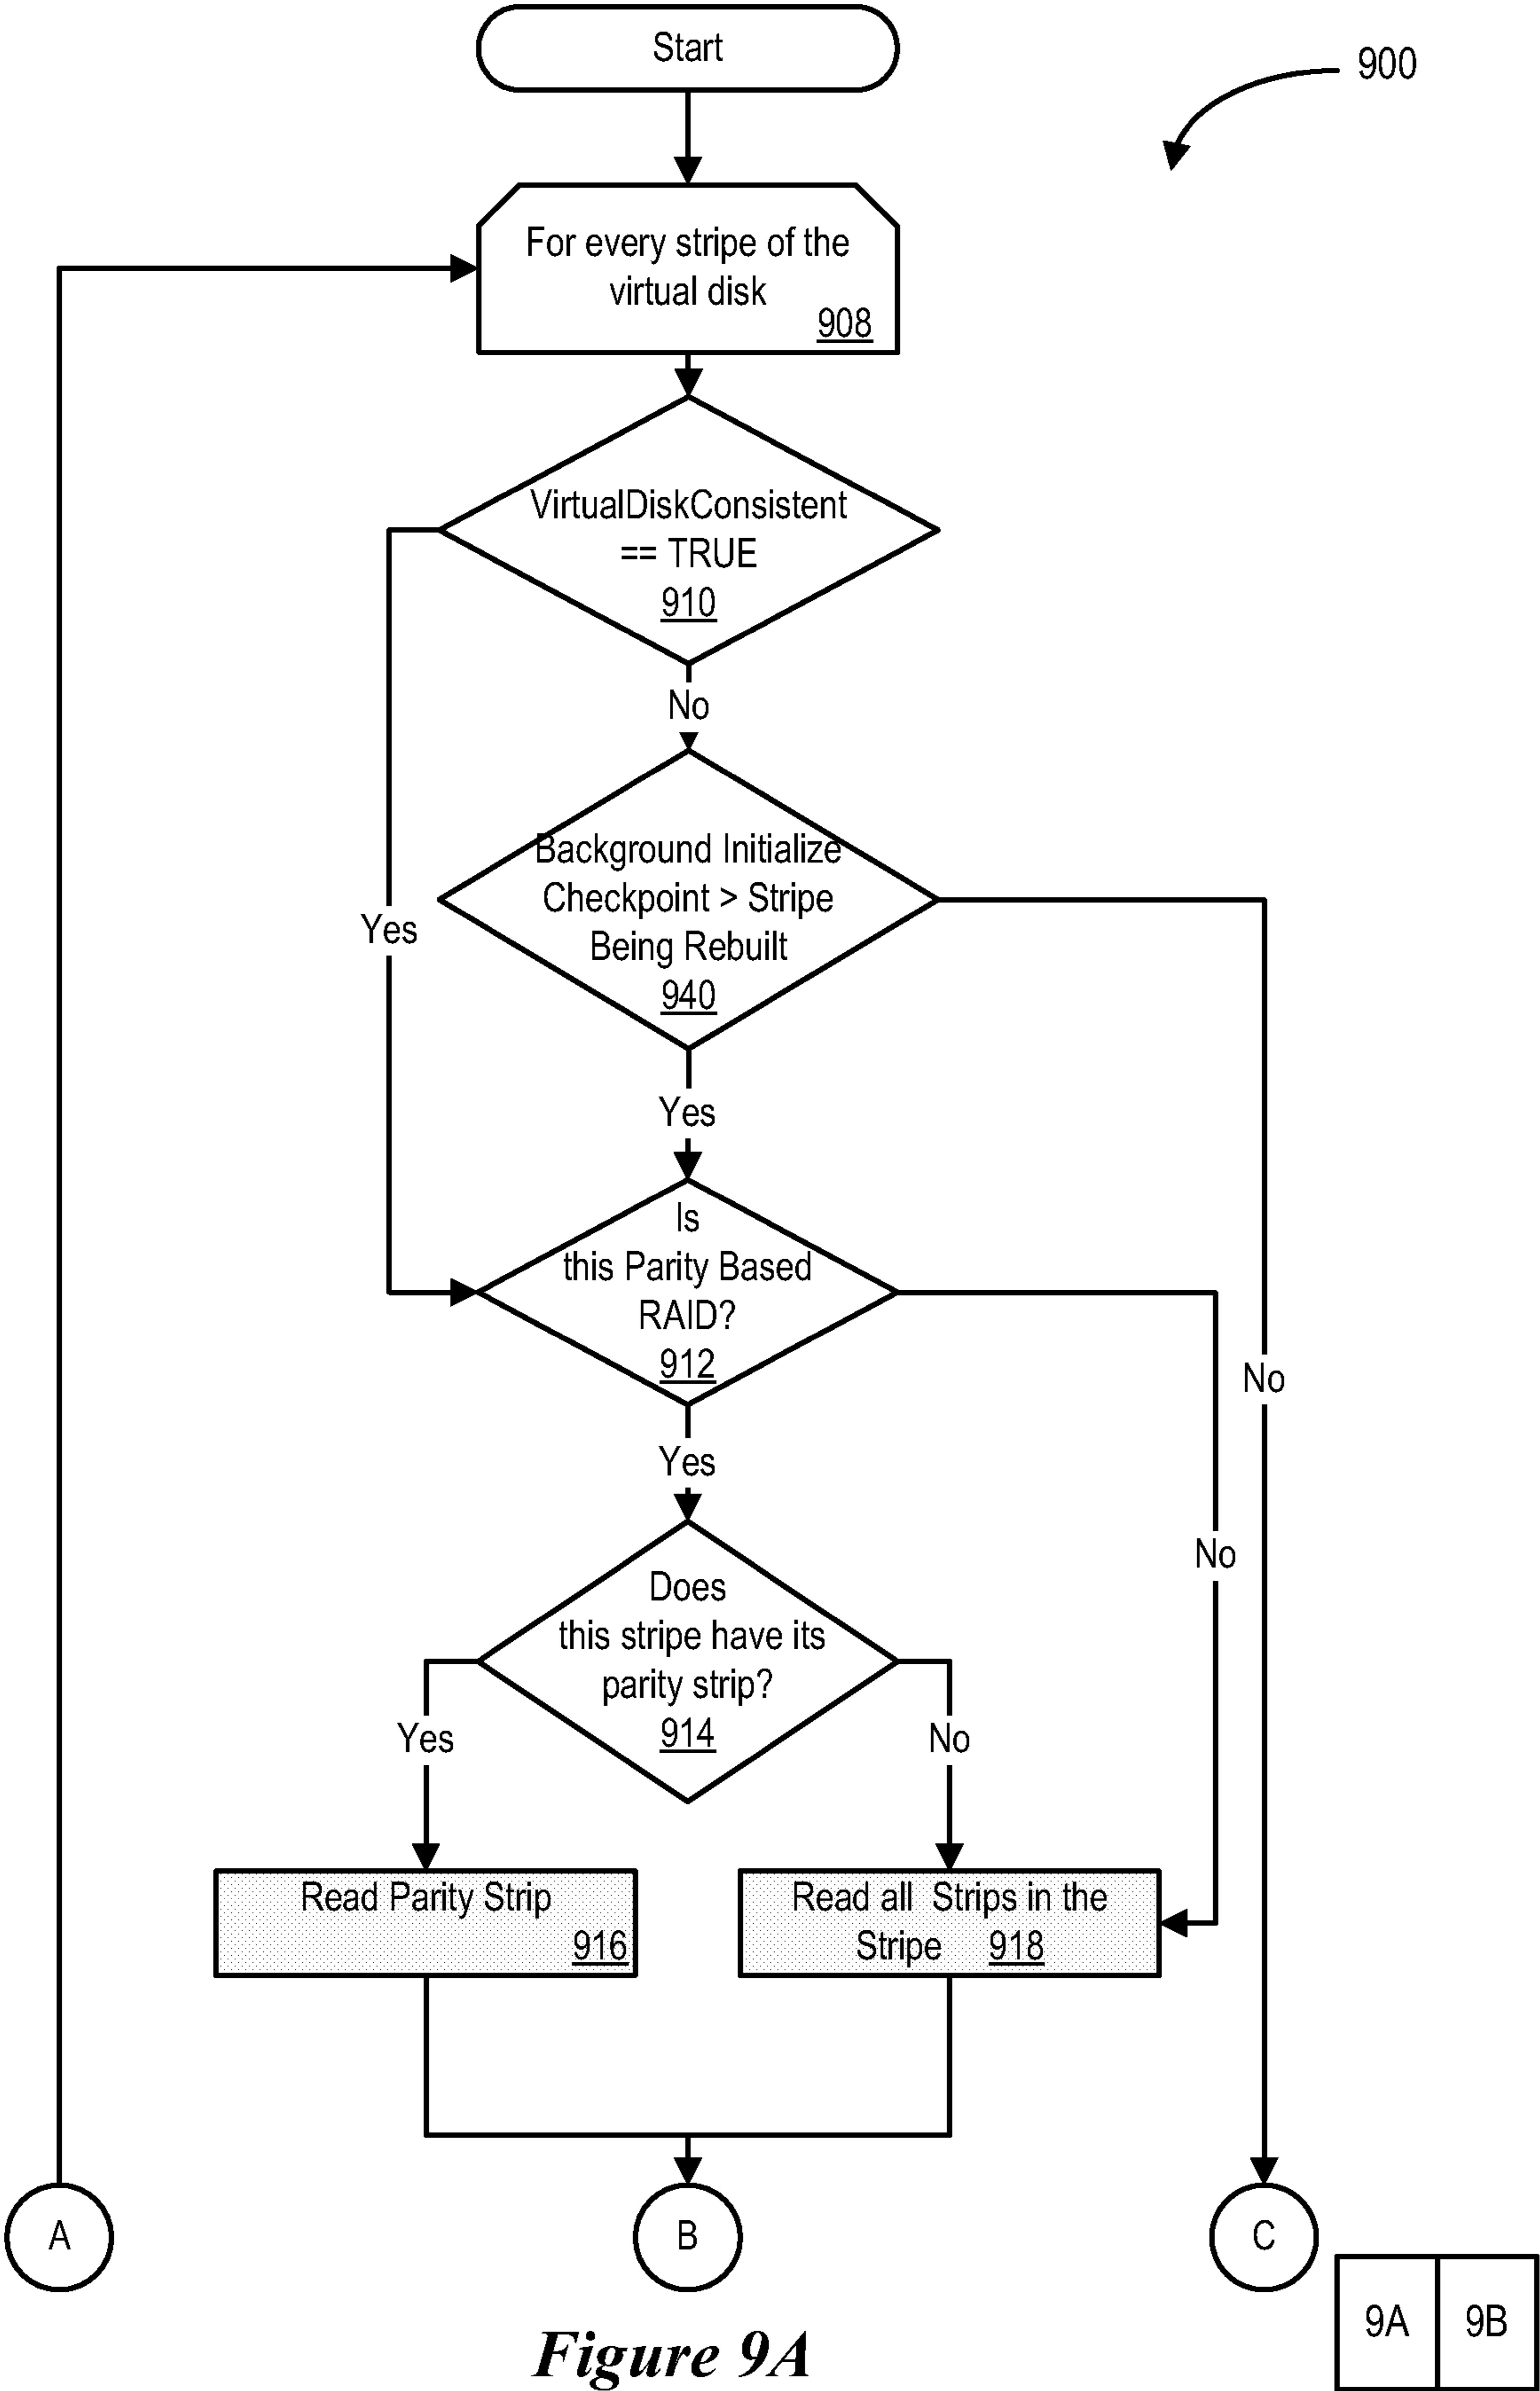 Start
900
For every stripe of the
virtual disk
908
VirtualDiskConsistent
== TRUE
910
No
Background Initialize
Checkpoint > Stripe
Being Rebuilt
940
Yes
Yes
Is
this Parity Based
RAID?
912
No
Yes
No
Does
this stripe have its
parity strip?
914
Yes
No
Read Parity Strip
916
Read all Strips in the
Stripe 918
A
B
C
9A 9B
Figure 9A